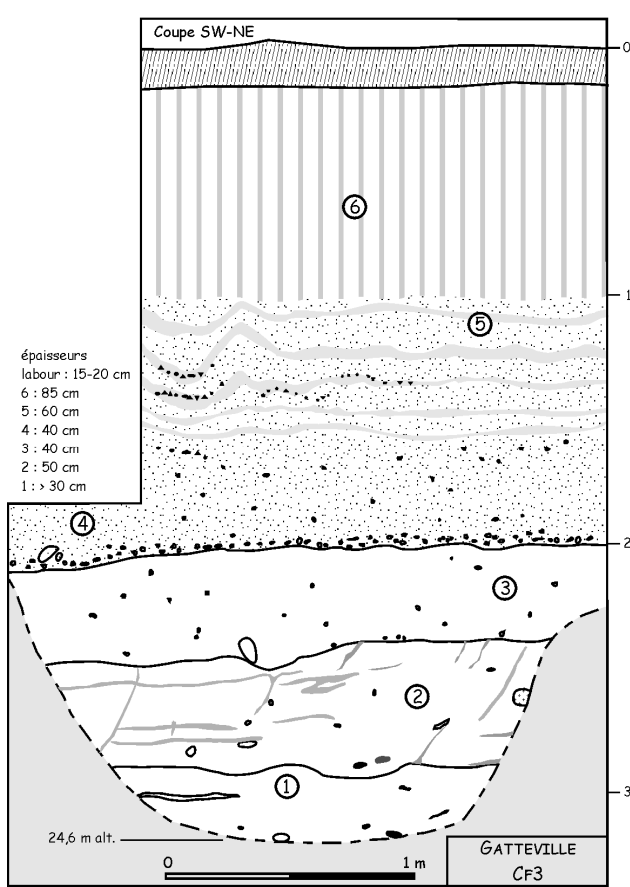 Coupe SW-NE
0
6
1
5
épaisseurs
labour : 15-20 cm
6 : 85 cm
5 : 60 cm
4 : 40 cm
3 : 40 cm
2 : 50 cm
1 : > 30 cm
4
2
3
2
1
3
24,6 m alt.
0
1 m
GATTEVILLE
CF3